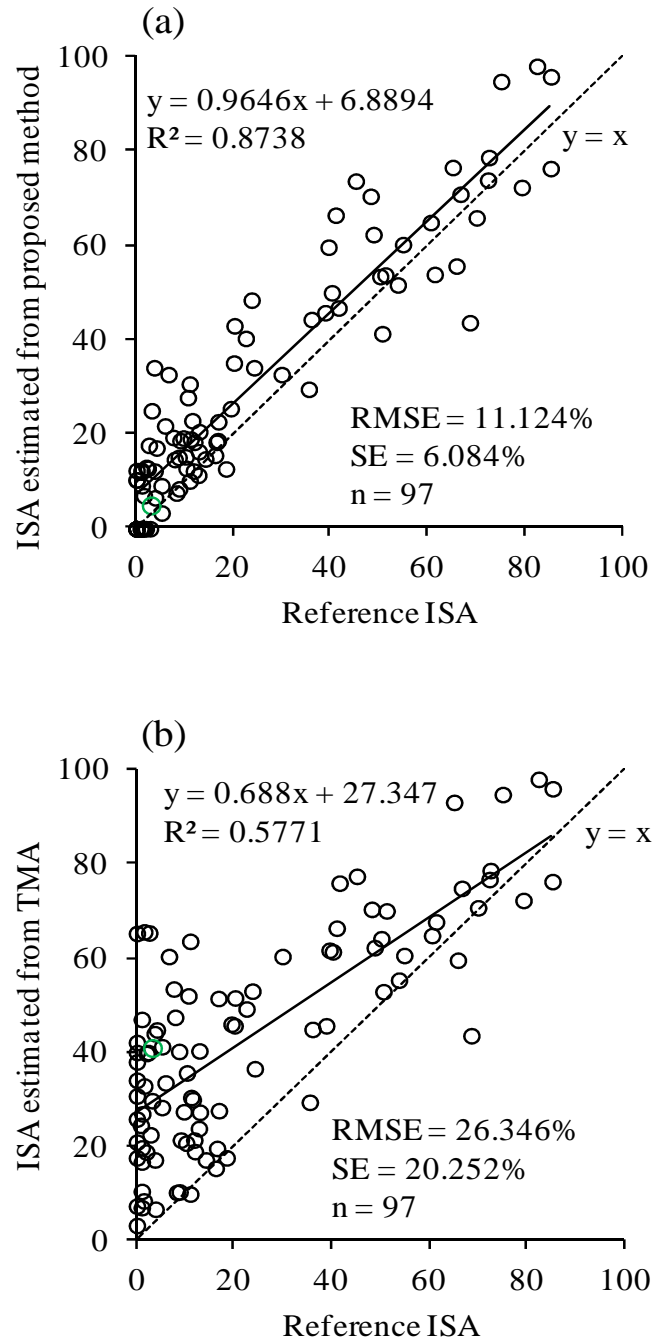 (a)
100
80
60
40
20
0
ISA estimated from proposed method
y = 0.9646x + 6.8894
R² = 0.8738
y = x
RMSE = 11.124%
SE = 6.084%
n = 97
0 20 40 60 80 100
Reference ISA
(b)
100
80
60
40
20
0
ISA estimated from TMA
y = 0.688x + 27.347
R² = 0.5771
y = x
RMSE = 26.346%
SE = 20.252%
n = 97
0 20 40 60 80 100
Reference ISA